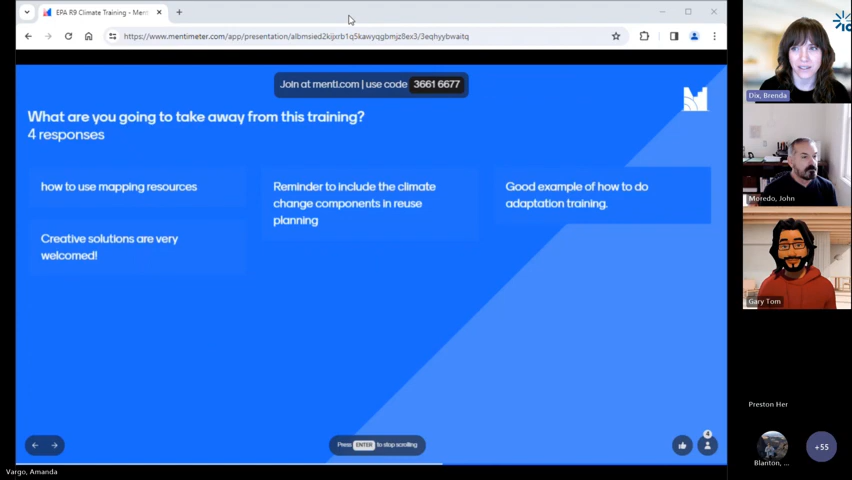 EPA R9 Climate Training - Ment
https://www.mentimeter.com/app/presentation/albmsied2kijxrb1q5kawyqgbmjz8ex3/3eqhyybwaitq
Join at menti.com | use code 3661 6677
What are you going to take away from this training?
4 responses
how to use mapping resources
Creative solutions are very
welcomed!
Reminder to include the climate
change components in reuse
planning
Good example of how to do
adaptation training.
Press ENTER to stop scrolling
4
Vargo, Amanda
Dix, Brenda
Moredo, John
Gary Tom
Preston Her
Blanton, ...
+55